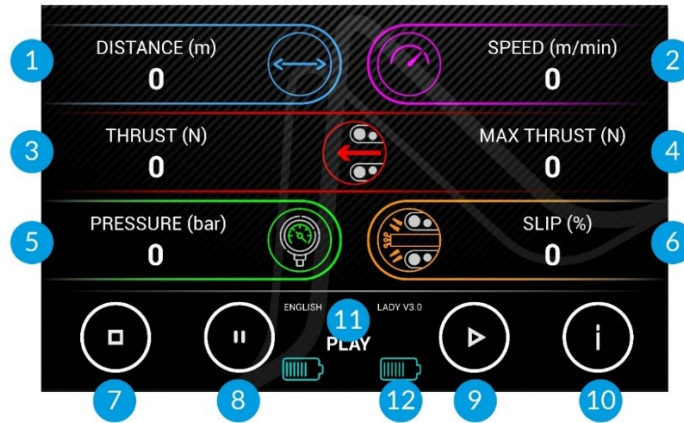 1 DISTANCE (m) SPEED (m/min) 2
0 0
3 THRUST (N) MAX THRUST (N) 4
0 0
5 PRESSURE (bar) SLIP (%) 6
0 0
ENGLISH 11 LADY V3.0
PLAY
7 8 12 9 10